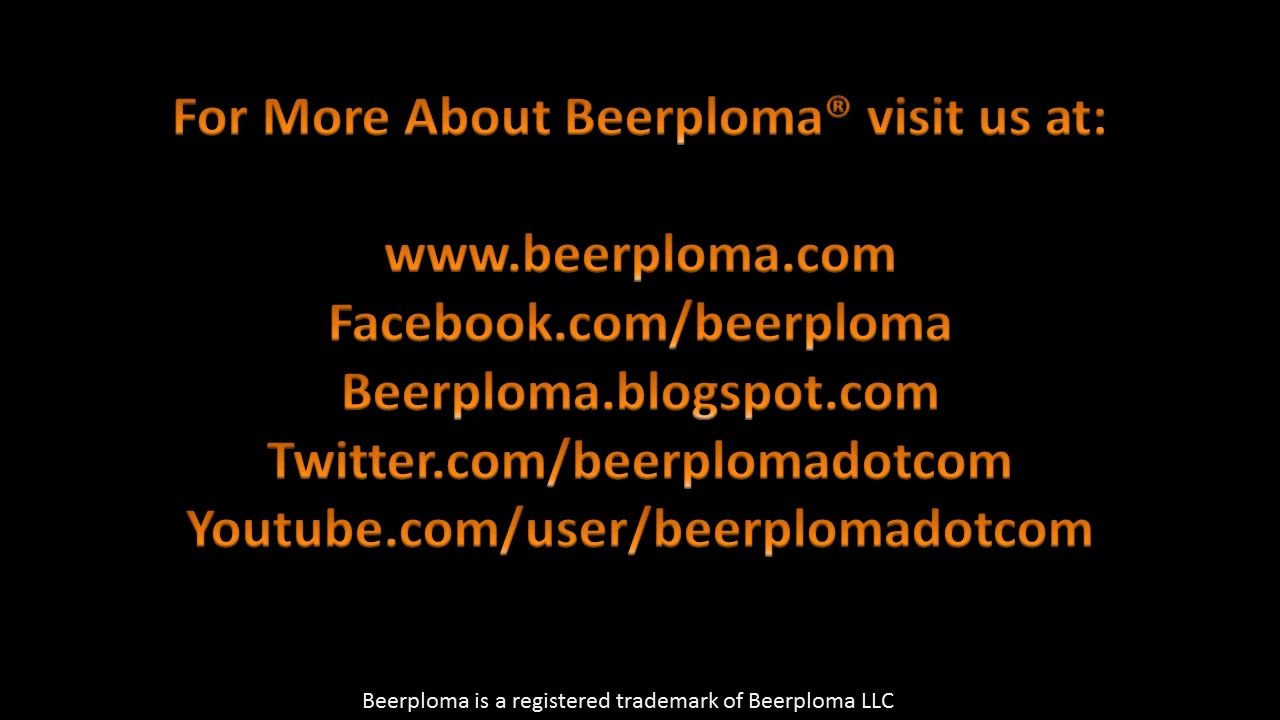 For More About Beerploma® visit us at:
www.beerploma.com
Facebook.com/beerploma
Beerploma.blogspot.com
Twitter.com/beerplomadotcom
Youtube.com/user/beerplomadotcom
Beerploma is a registered trademark of Beerploma LLC